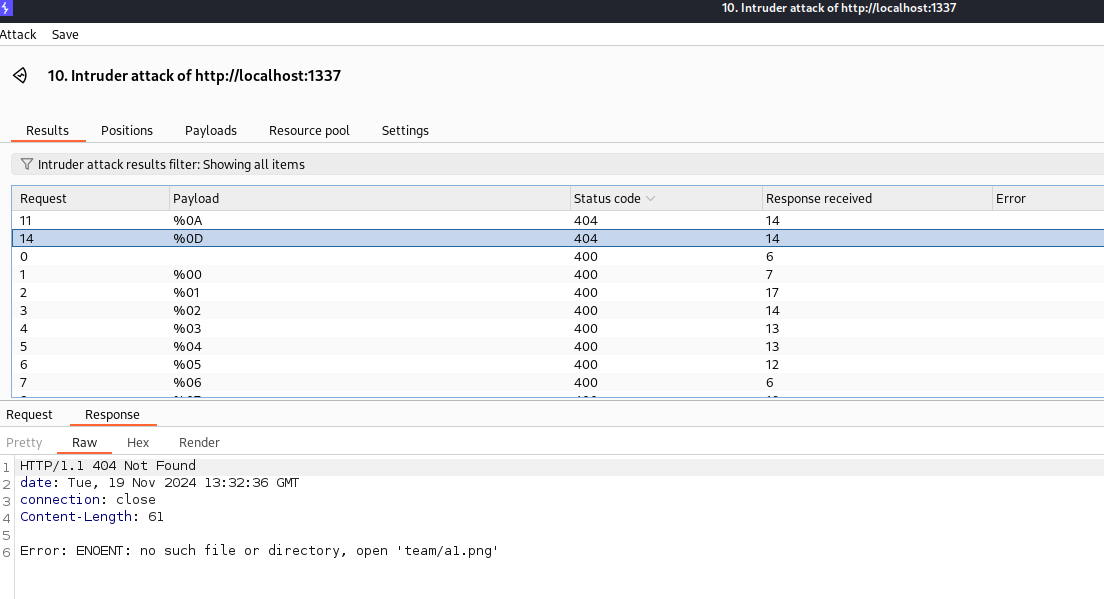 10. Intruder attack of http://localhost:1337
Attack Save
10. Intruder attack of http://localhost:1337
Results Positions Payloads Resource pool Settings
Intruder attack results filter: Showing all items
Request Payload Status code Response received Error
11 %0A 404 14
14 %0D 404 14
0 400 6
1 %00 400 7
2 %01 400 17
3 %02 400 14
4 %03 400 13
5 %04 400 13
6 %05 400 12
7 %06 400 6
Request Response
Pretty Raw Hex Render
1 HTTP/1.1 404 Not Found
2 date: Tue, 19 Nov 2024 13:32:36 GMT
3 connection: close
4 Content-Length: 61
5
6 Error: ENOENT: no such file or directory, open 'team/a1.png'